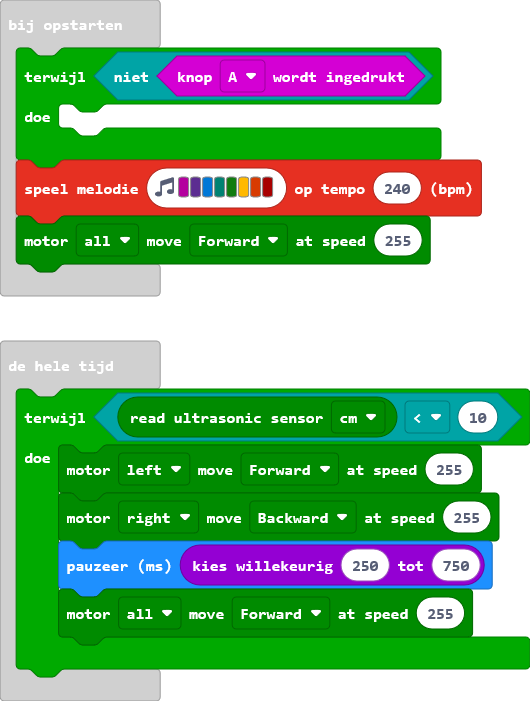 bij opstarten
terwijl niet knop A wordt ingedrukt
doe
speel melodie op tempo 240 (bpm)
motor all move Forward at speed 255
de hele tijd
terwijl read ultrasonic sensor cm < 10
doe
motor left move Forward at speed 255
motor right move Backward at speed 255
pauzeer (ms) kies willekeurig 250 tot 750
motor all move Forward at speed 255